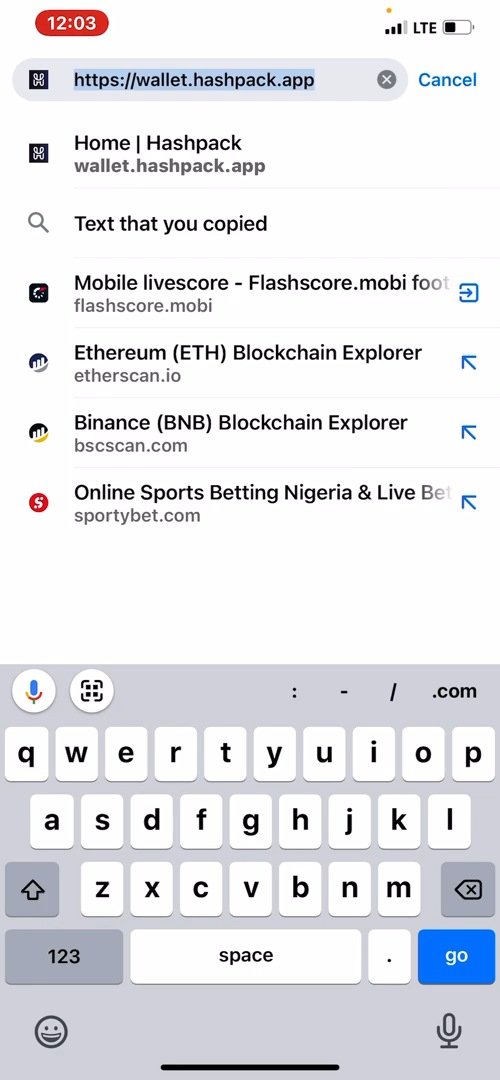 12:03
LTE
https://wallet.hashpack.app
Cancel
Home | Hashpack
wallet.hashpack.app
Text that you copied
Mobile livescore - Flashscore.mobi foot
flashscore.mobi
Ethereum (ETH) Blockchain Explorer
etherscan.io
Binance (BNB) Blockchain Explorer
bscscan.com
Online Sports Betting Nigeria & Live Bet
sportybet.com
: - / .com
q w e r t y u i o p
a s d f g h j k l
z x c v b n m
123 space . go